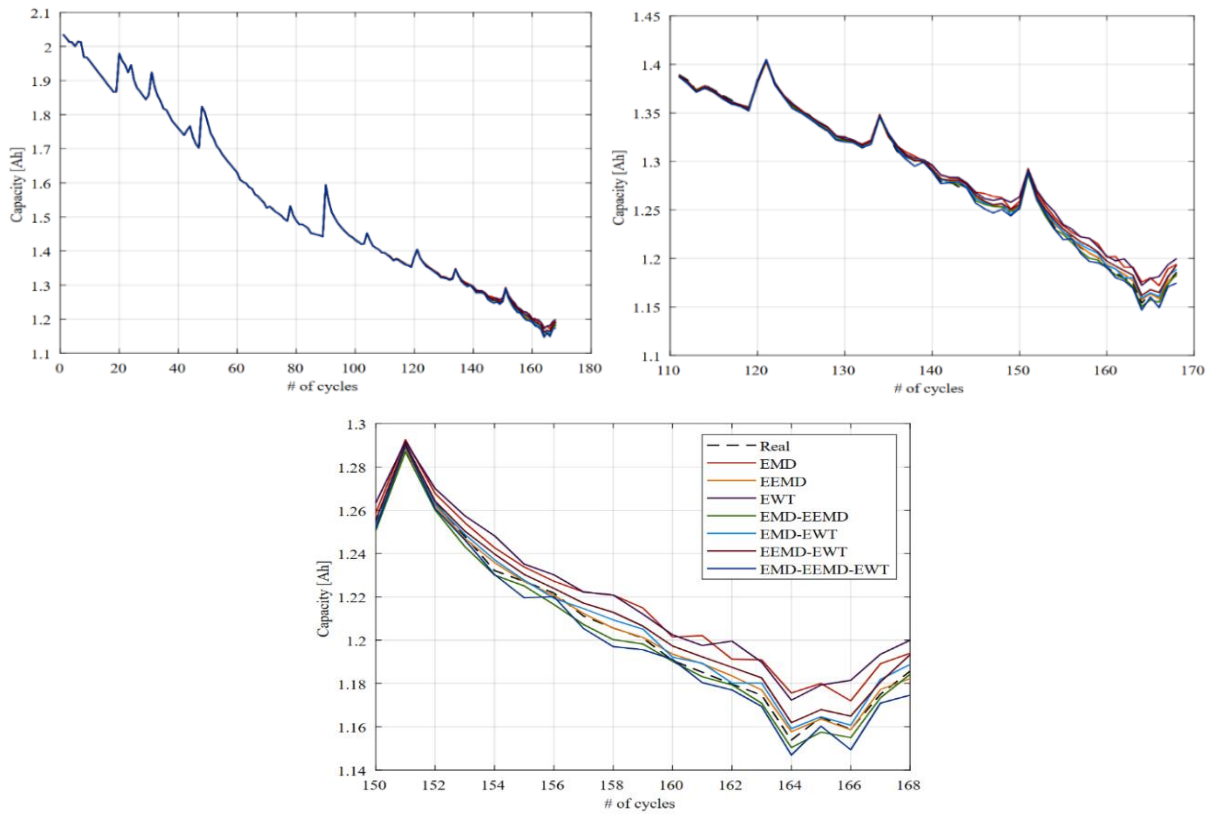 2.1
2
1.9
1.8
1.7
1.6
1.5
1.4
1.3
1.2
1.1
Capacity [Ah]
0 20 40 60 80 100 120 140 160 180
# of cycles
1.45
1.4
1.35
1.3
1.25
1.2
1.15
1.1
Capacity [Ah]
110 120 130 140 150 160 170
# of cycles
1.3
1.28
1.26
1.24
1.22
1.2
1.18
1.16
1.14
Capacity [Ah]
Real
EMD
EEMD
EWT
EMD-EEMD
EMD-EWT
EEMD-EWT
EMD-EEMD-EWT
150 152 154 156 158 160 162 164 166 168
# of cycles